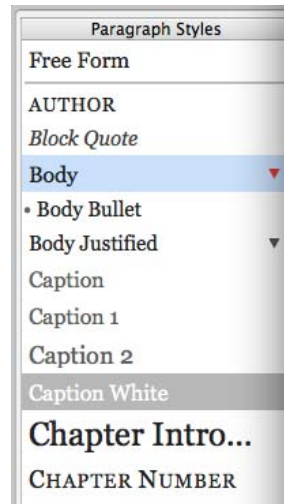 Paragraph Styles
Free Form
AUTHOR
Block Quote
Body
• Body Bullet
Body Justified
Caption
Caption 1
Caption 2
Caption White
Chapter Intro...
CHAPTER NUMBER